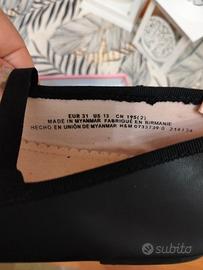 EUR 31 US 13 CN 195(2)
MADE IN MYANMAR FABRIQUÉ EN BIRMANIE
HECHO EN UNIÓN DE MYANMAR H&M 0733739 0
subito